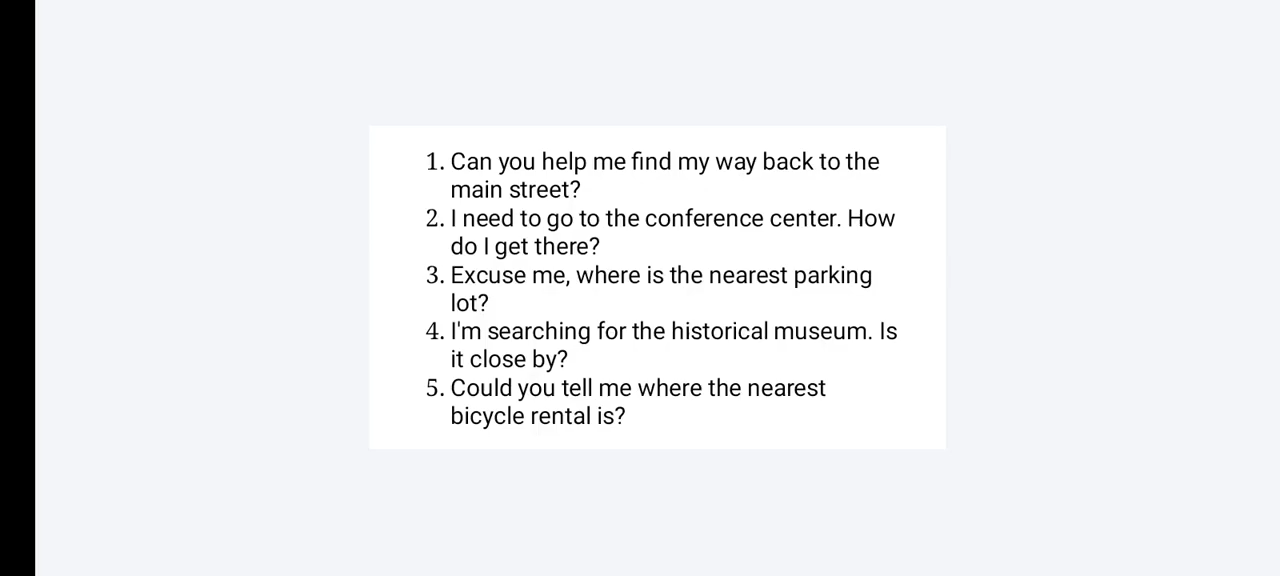 1. Can you help me find my way back to the
main street?
2. I need to go to the conference center. How
do I get there?
3. Excuse me, where is the nearest parking
lot?
4. I'm searching for the historical museum. Is
it close by?
5. Could you tell me where the nearest
bicycle rental is?